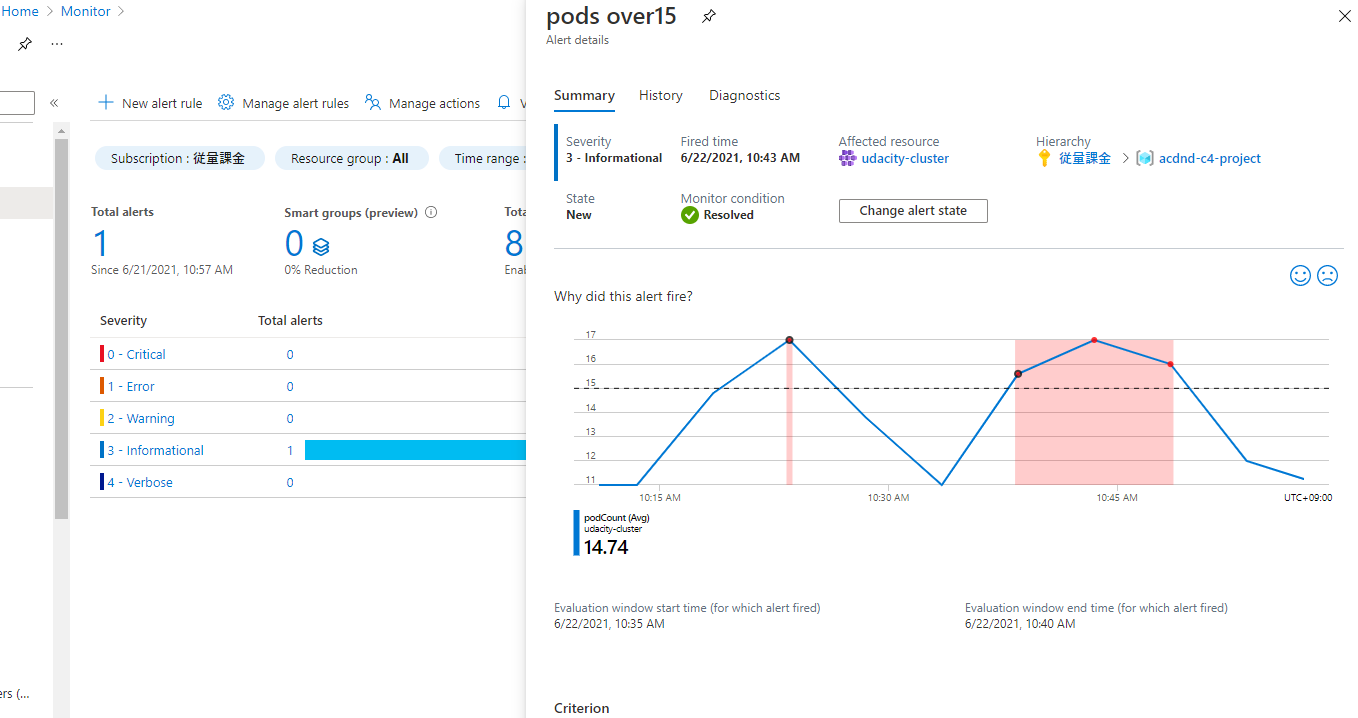 Home > Monitor >
...
«
New alert rule
Manage alert rules
Manage actions
Subscription : 従量課金
Resource group : All
Time range :
Total alerts
1
Since 6/21/2021, 10:57 AM
Smart groups (preview)
0
0% Reduction
Tota
8
Enab
Severity Total alerts
0 - Critical 0
1 - Error 0
2 - Warning 0
3 - Informational 1
4 - Verbose 0
ers (...
pods over15
Alert details
Summary History Diagnostics
Severity
3 - Informational
Fired time
6/22/2021, 10:43 AM
Affected resource
udacity-cluster
Hierarchy
従量課金 > acdnd-c4-project
State
New
Monitor condition
Resolved
Change alert state
Why did this alert fire?
17
16
15
14
13
12
11
10:15 AM 10:30 AM 10:45 AM UTC+09:00
podCount (Avg)
udacity-cluster
14.74
Evaluation window start time (for which alert fired)
6/22/2021, 10:35 AM
Evaluation window end time (for which alert fired)
6/22/2021, 10:40 AM
Criterion